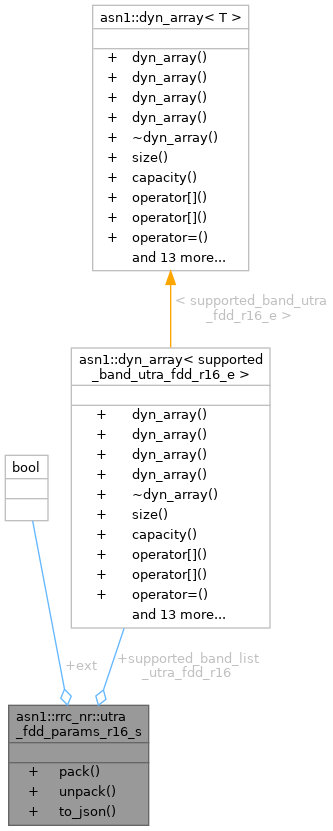 asn1::dyn_array< T >
+ dyn_array()
+ dyn_array()
+ dyn_array()
+ dyn_array()
+ ~dyn_array()
+ size()
+ capacity()
+ operator[]()
+ operator[]()
+ operator=()
and 13 more...
< supported_band_utra
_fdd_r16_e >
asn1::dyn_array< supported
_band_utra_fdd_r16_e >
+ dyn_array()
+ dyn_array()
+ dyn_array()
+ dyn_array()
+ ~dyn_array()
+ size()
+ capacity()
+ operator[]()
+ operator[]()
+ operator=()
and 13 more...
bool
+ext
+supported_band_list
_utra_fdd_r16
asn1::rrc_nr::utra
_fdd_params_r16_s
+ pack()
+ unpack()
+ to_json()